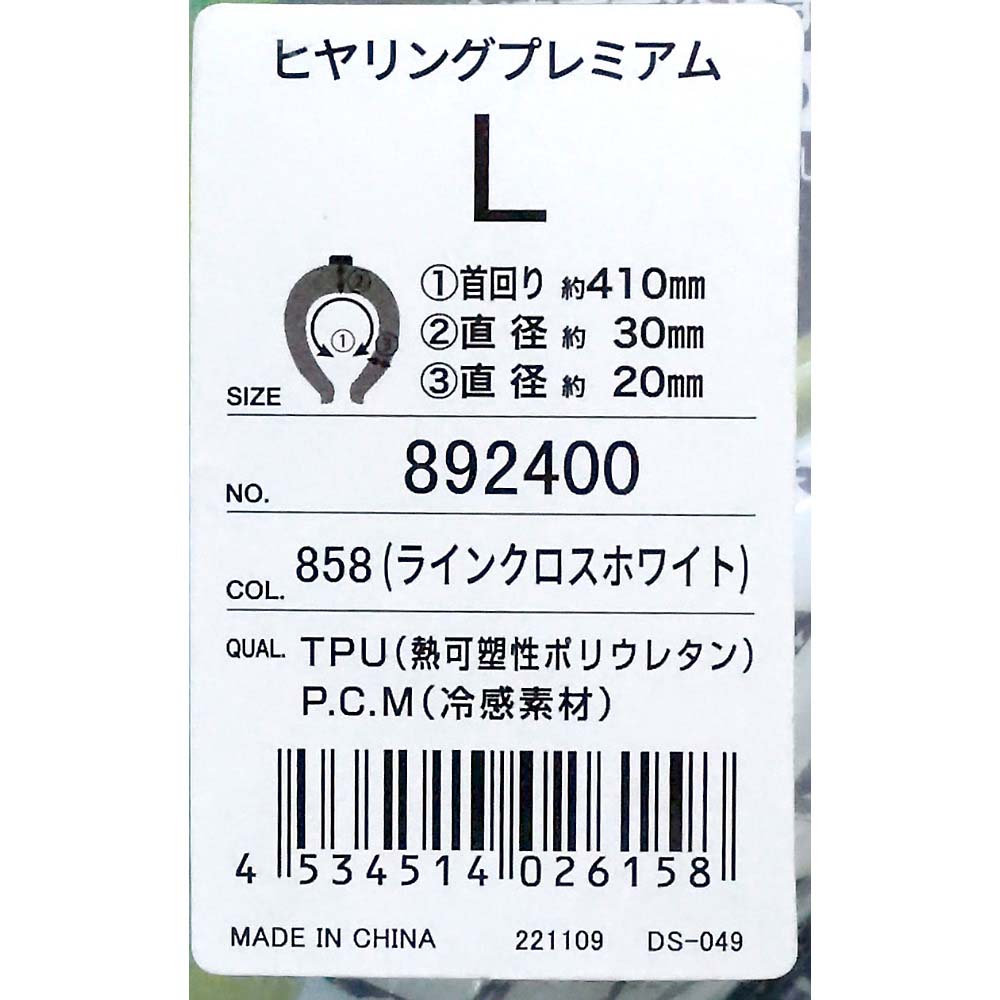 ヒヤリングプレミアム
L
①首回り 約410mm
②直 径 約 30mm
③直 径 約 20mm
② ① ③
SIZE
NO. 892400
COL. 858(ラインクロスホワイト)
QUAL. TPU(熱可塑性ポリウレタン)
P.C.M(冷感素材)
4 534514 026158
MADE IN CHINA 221109 DS-049